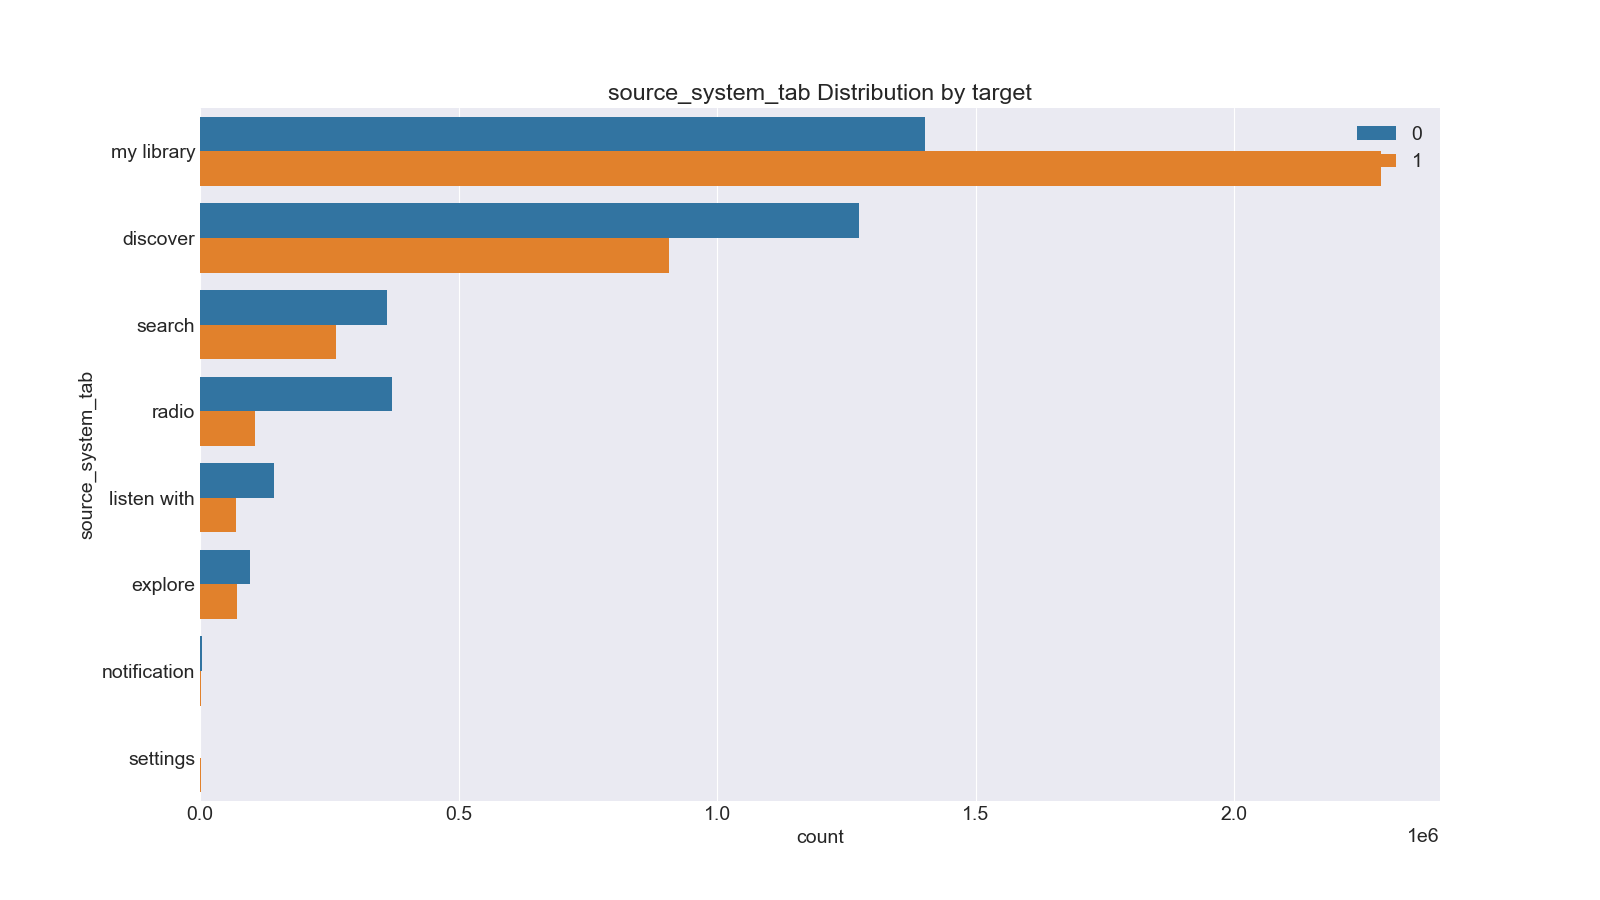 source_system_tab Distribution by target
0
1
source_system_tab
my library
discover
search
radio
listen with
explore
notification
settings
0.0 0.5 1.0 1.5 2.0
1e6
count